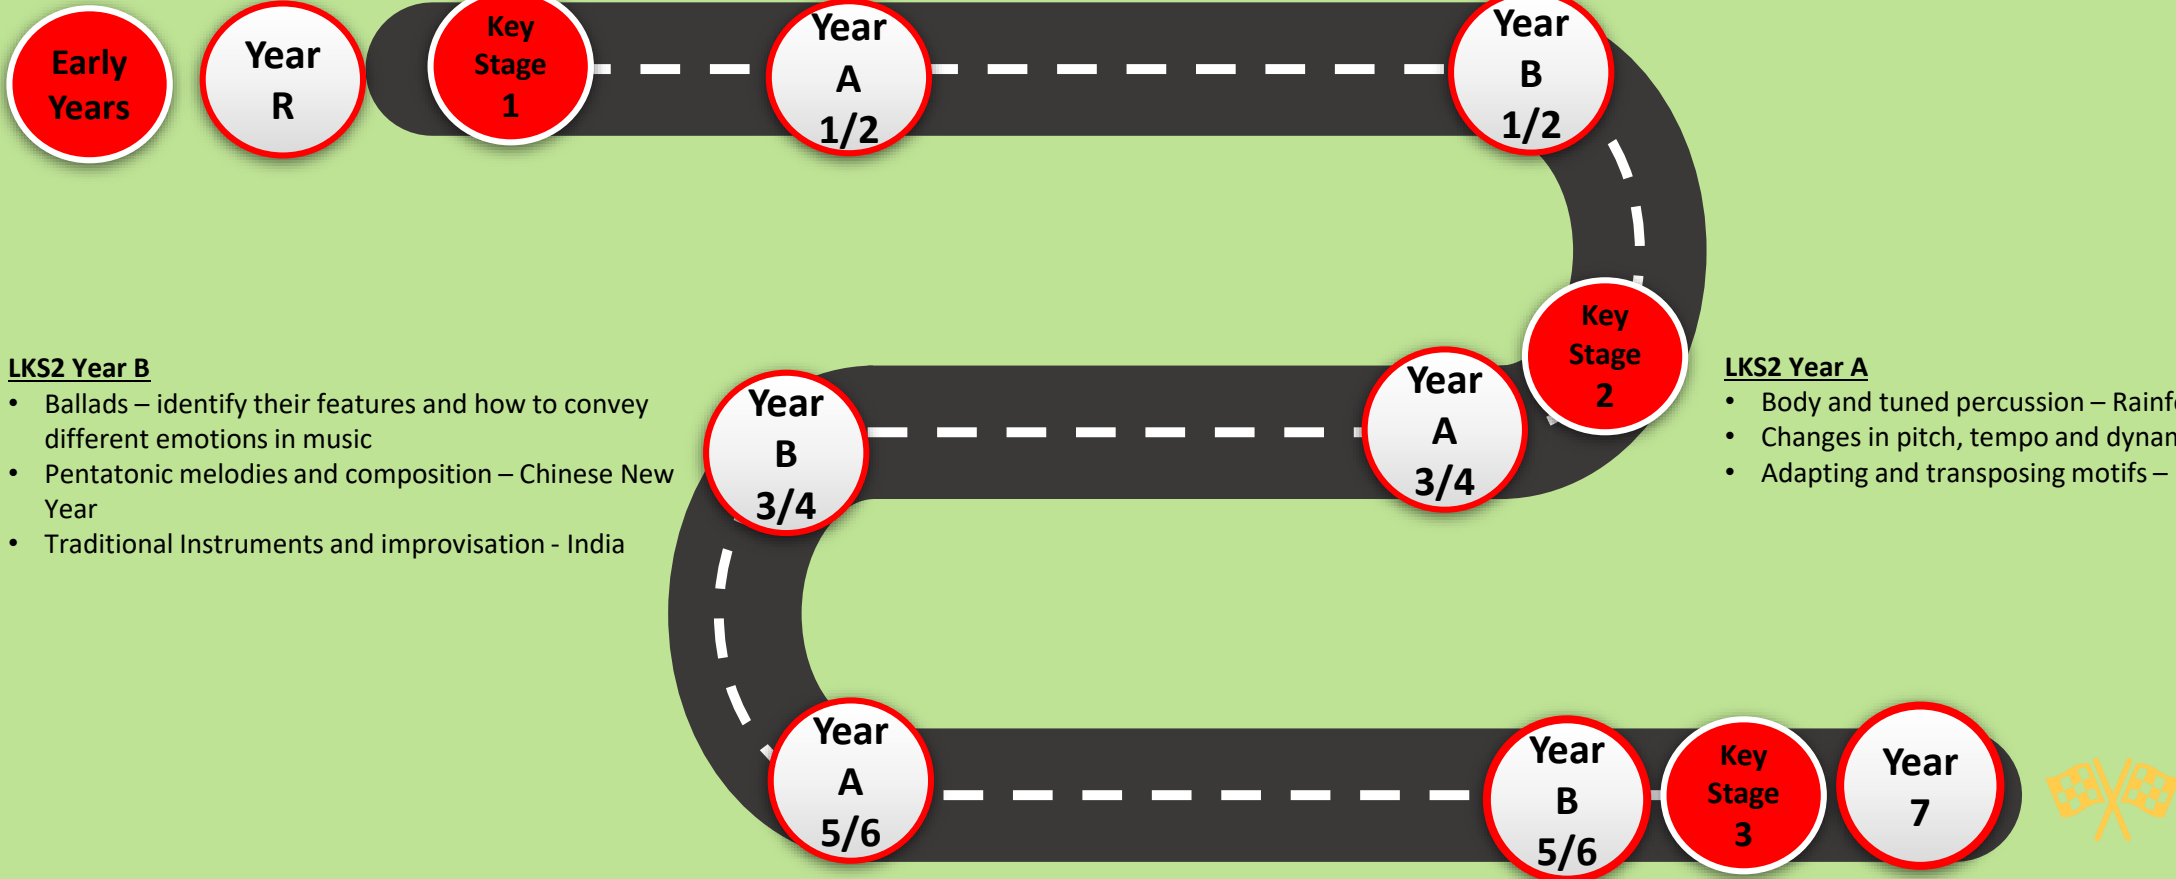 Early
Years
Year
R
Key
Stage
1
Year
A
1/2
Year
B
1/2
Key
Stage
2
LKS2 Year A
• Body and tuned percussion –
• Changes in pitch, tempo and
• Adapting and transposing motifs –
Year
A
3/4
Year
B
3/4
LKS2 Year B
• Ballads – identify their features and how to convey
different emotions in music
• Pentatonic melodies and composition – Chinese New
Year
• Traditional Instruments and improvisation - India
Year
A
5/6
Year
B
5/6
Key
Stage
3
Year
7